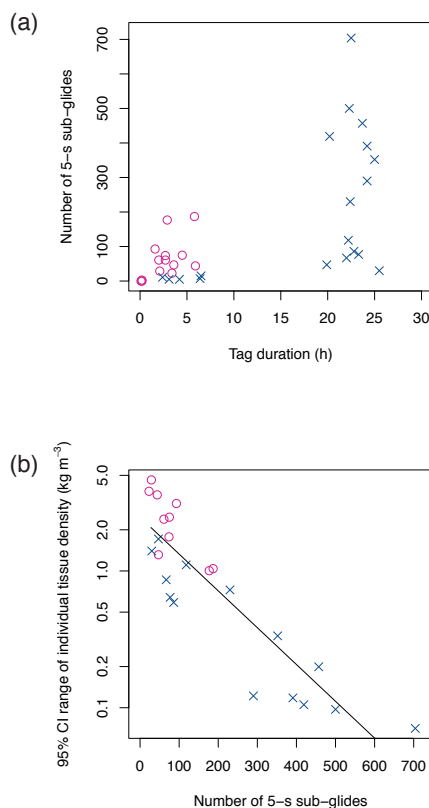 (a)
Number of 5-s sub-glides
700
500
300
100
0
0 5 10 15 20 25 30
Tag duration (h)
(b)
95% CI range of individual tissue density (kg m⁻³)
5.0
2.0
1.0
0.5
0.2
0.1
0 100 200 300 400 500 600 700
Number of 5-s sub-glides